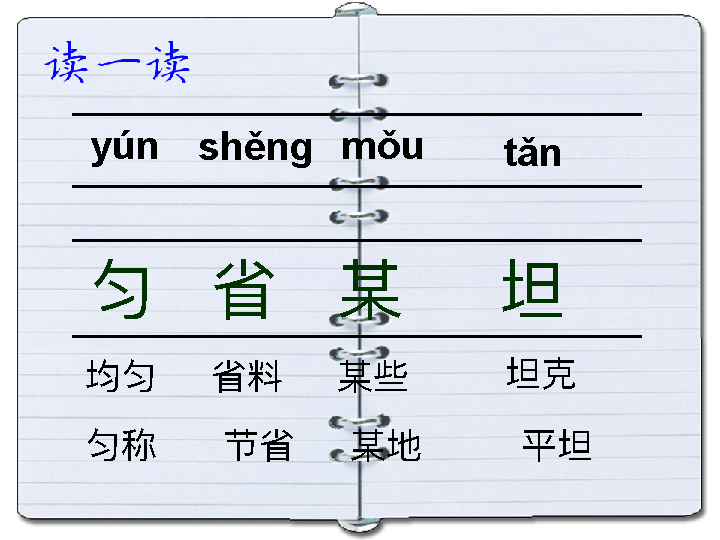 读一读
yún shěng mǒu tǎn
匀 省 某 坦
均匀 省料 某些 坦克
匀称 节省 某地 平坦